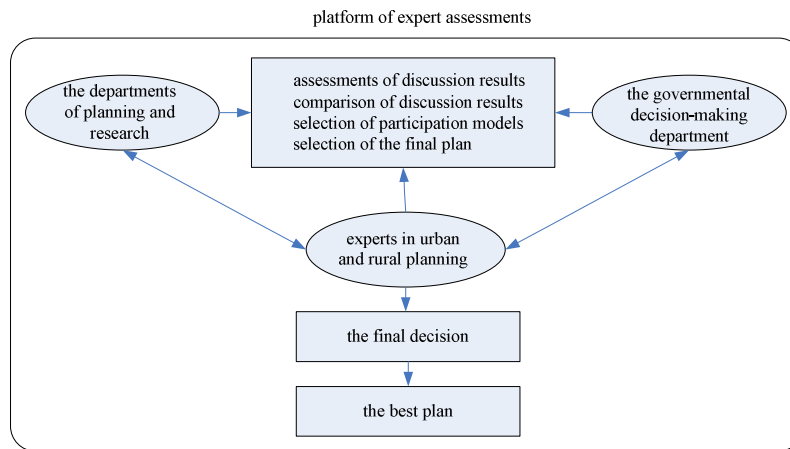 platform of expert assessments
the departments
of planning and
research
assessments of discussion results
comparison of discussion results
selection of participation models
selection of the final plan
the governmental
decision-making
department
experts in urban
and rural planning
the final decision
the best plan